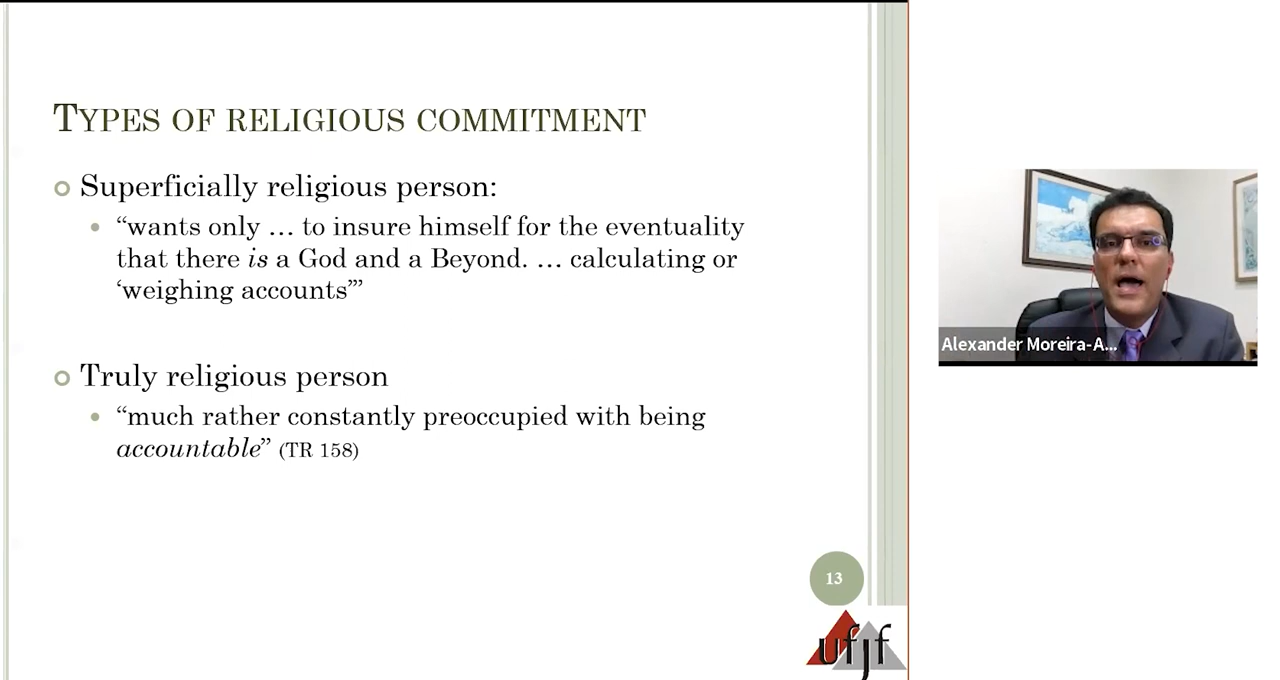 TYPES OF RELIGIOUS COMMITMENT
Superficially religious person:
“wants only … to insure himself for the eventuality
that there is a God and a Beyond. … calculating or
‘weighing accounts’”
Truly religious person
“much rather constantly preoccupied with being
accountable” (TR 158)
13
ufjf
Alexander Moreira-A...